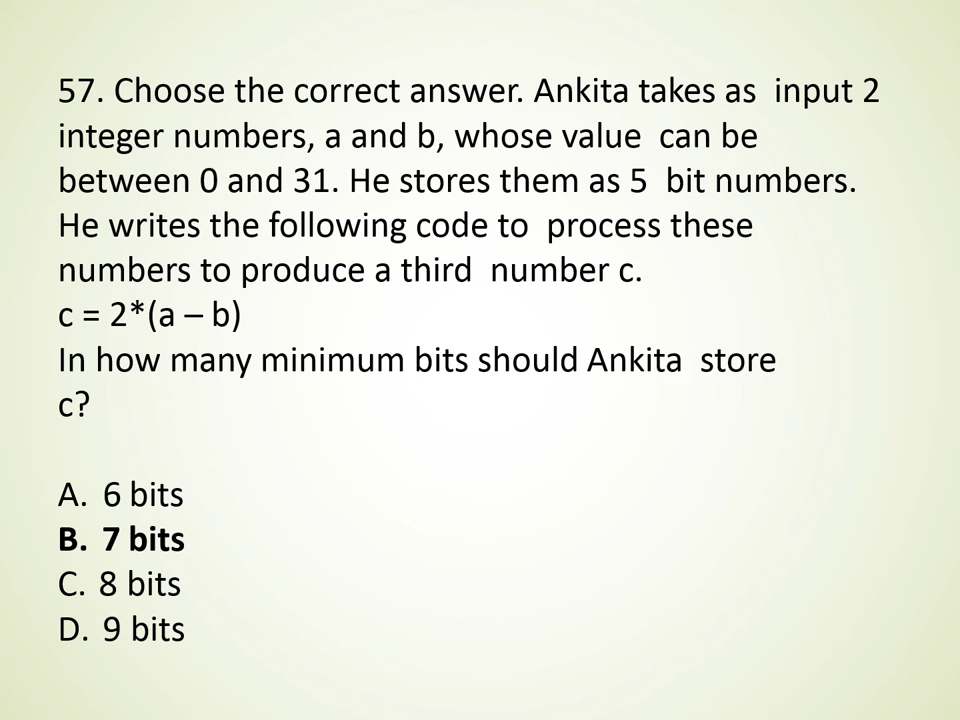 57. Choose the correct answer. Ankita takes as input 2
integer numbers, a and b, whose value can be
between 0 and 31. He stores them as 5 bit numbers.
He writes the following code to process these
numbers to produce a third number c.
c = 2*(a – b)
In how many minimum bits should Ankita store
c?
A. 6 bits
B. 7 bits
C. 8 bits
D. 9 bits